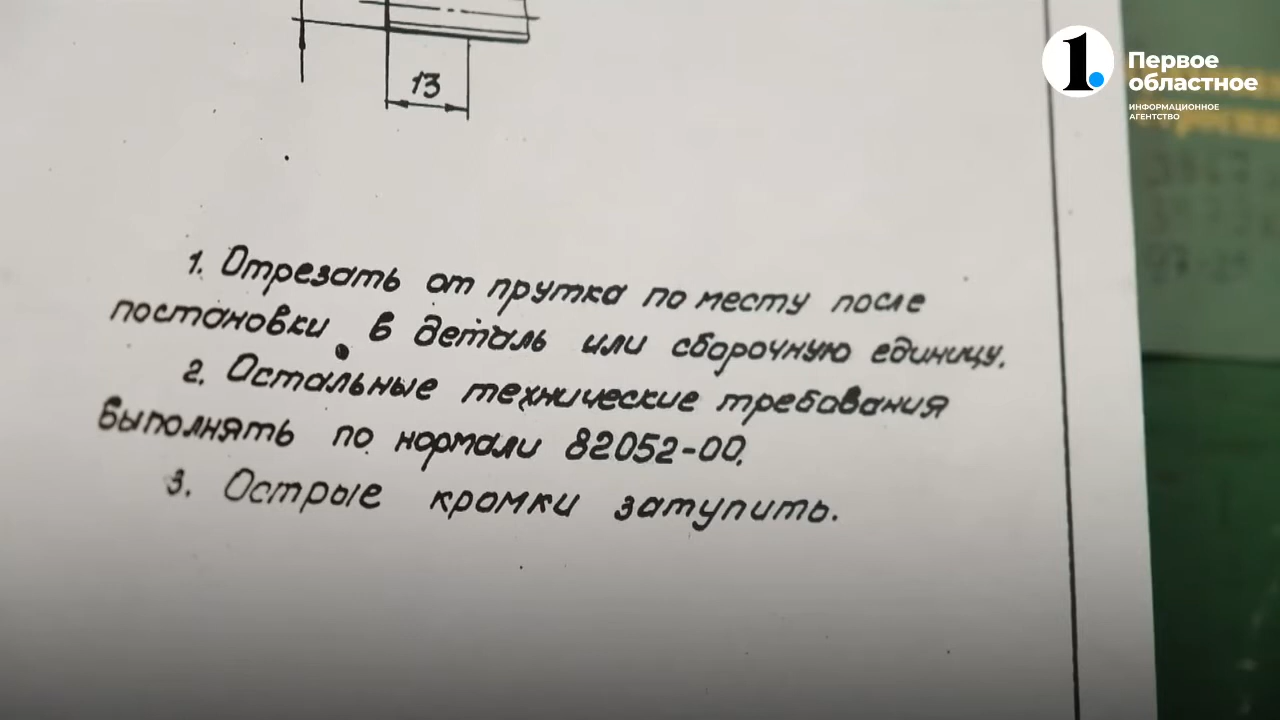 13
1. Отрезать от прутка по месту после
постановки в деталь или сборочную единицу.
2. Остальные технические требования
выполнять по нормали 82052-00.
3. Острые кромки затупить.
1.
Первое
областное
ИНФОРМАЦИОННОЕ
АГЕНТСТВО